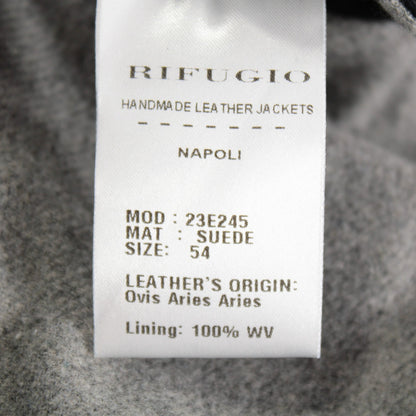 RIFUGIO
HANDMADE LEATHER JACKETS
- - - - - - -
NAPOLI
MOD : 23E245
MAT : SUEDE
SIZE: 54
LEATHER'S ORIGIN:
Ovis Aries Aries
Lining: 100% WV